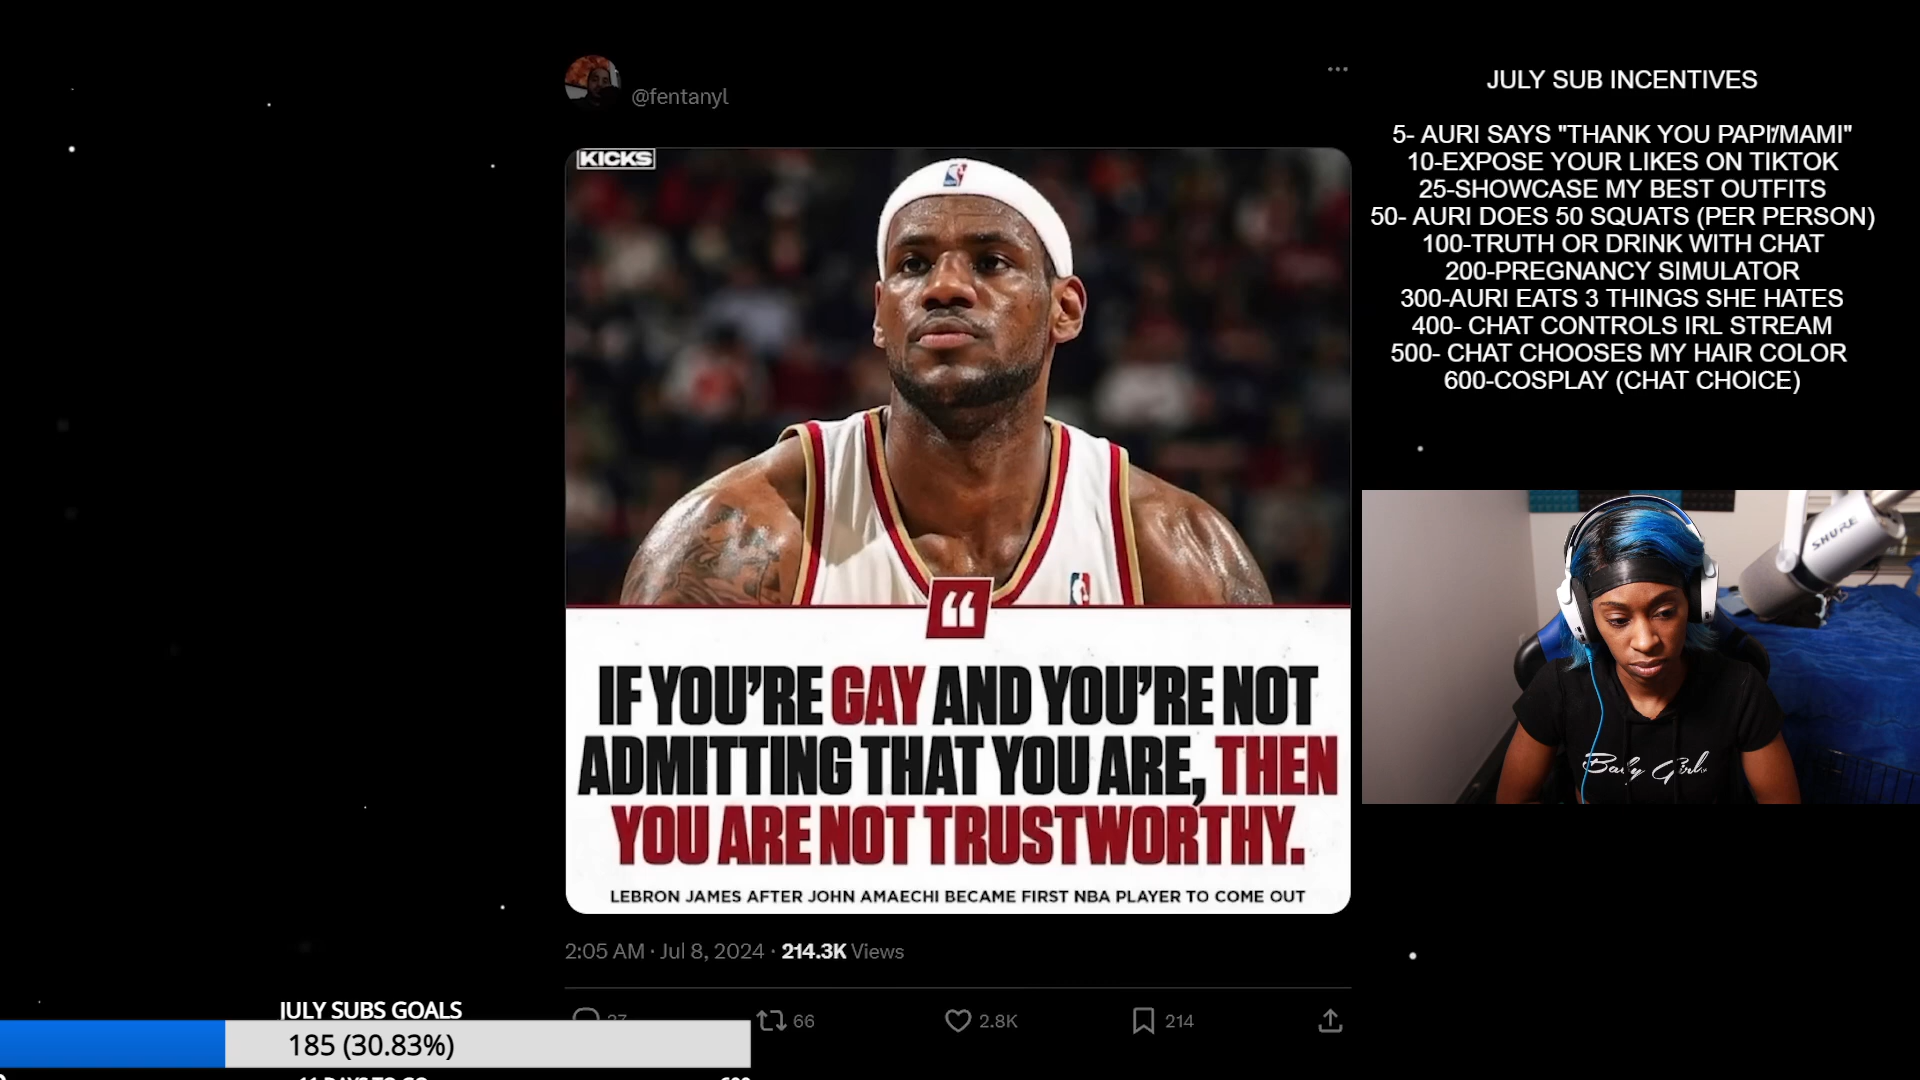 @fentanyl
KICKS
IF YOU'RE GAY AND YOU'RE NOT
ADMITTING THAT YOU ARE, THEN
YOU ARE NOT TRUSTWORTHY.
LEBRON JAMES AFTER JOHN AMAECHI BECAME FIRST NBA PLAYER TO COME OUT
2:05 AM · Jul 8, 2024 · 214.3K Views
66 2.8K 214
JULY SUB INCENTIVES
5- AURI SAYS "THANK YOU PAPI/MAMI"
10-EXPOSE YOUR LIKES ON TIKTOK
25-SHOWCASE MY BEST OUTFITS
50- AURI DOES 50 SQUATS (PER PERSON)
100-TRUTH OR DRINK WITH CHAT
200-PREGNANCY SIMULATOR
300-AURI EATS 3 THINGS SHE HATES
400- CHAT CONTROLS IRL STREAM
500- CHAT CHOOSES MY HAIR COLOR
600-COSPLAY (CHAT CHOICE)
SHURE
Baby Girl
JULY SUBS GOALS
185 (30.83%)